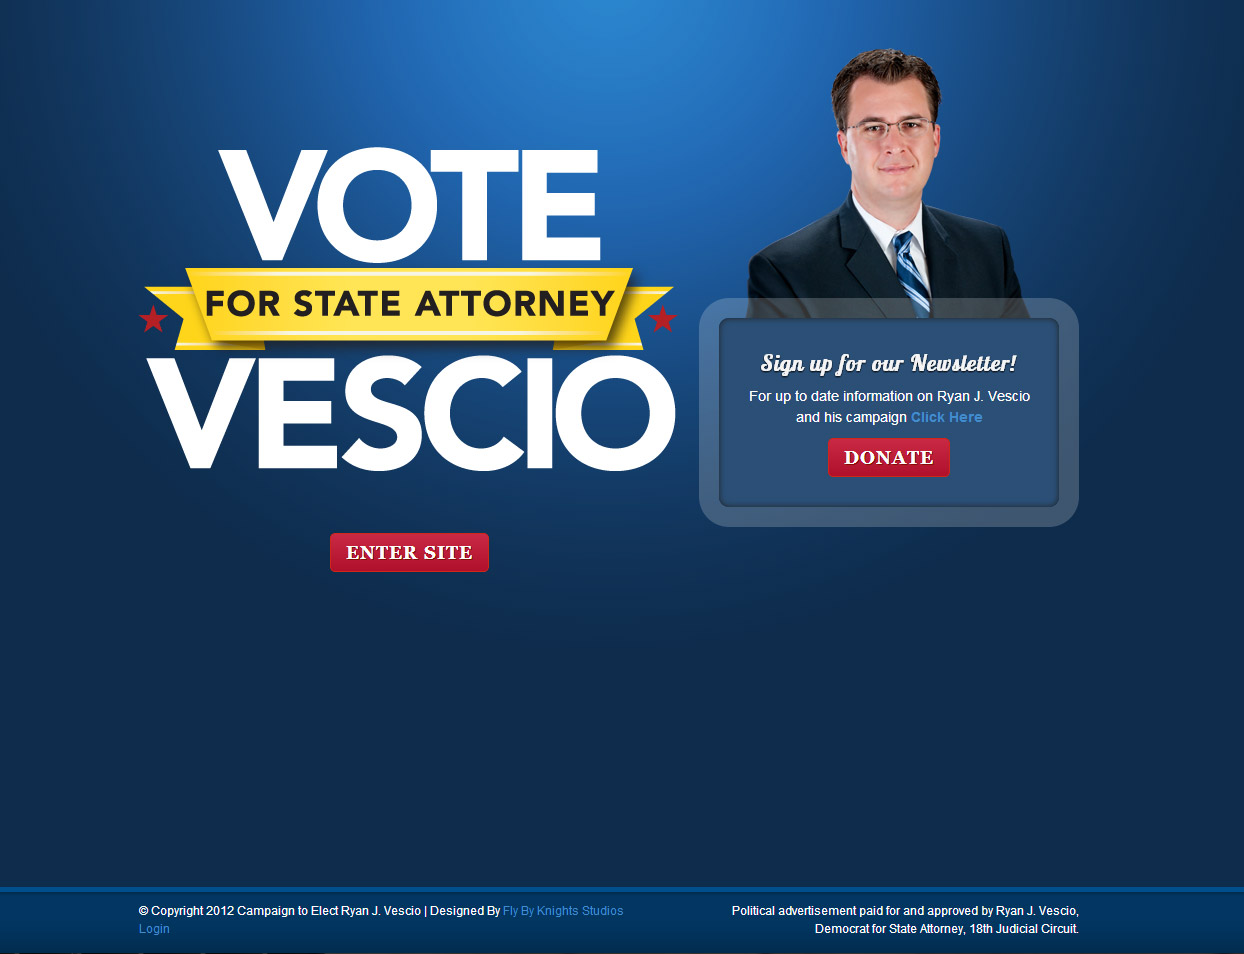 VOTE
FOR STATE ATTORNEY
VESCIO
ENTER SITE
Sign up for our Newsletter!
For up to date information on Ryan J. Vescio
and his campaign Click Here
DONATE
© Copyright 2012 Campaign to Elect Ryan J. Vescio | Designed By Fly By Knights Studios
Login
Political advertisement paid for and approved by Ryan J. Vescio,
Democrat for State Attorney, 18th Judicial Circuit.